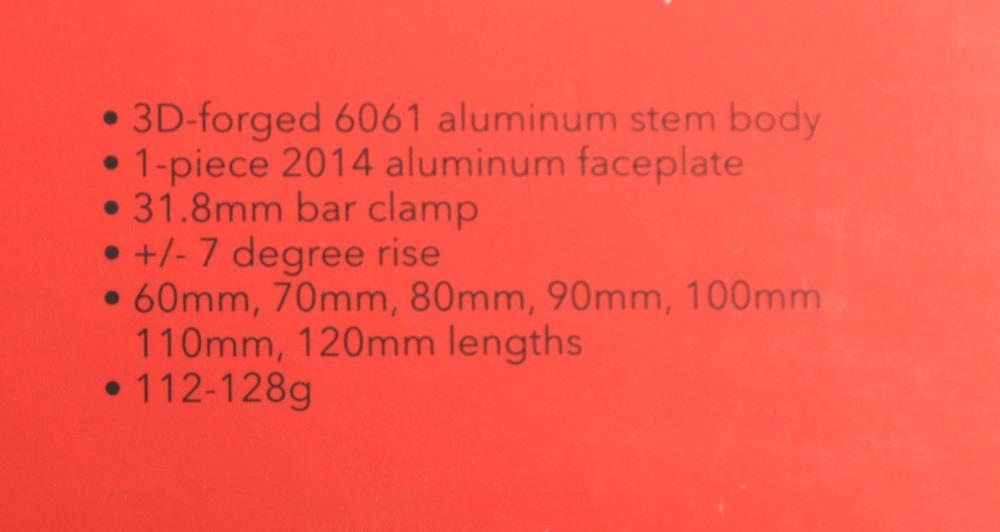 • 3D-forged 6061 aluminum stem body
• 1-piece 2014 aluminum faceplate
• 31.8mm bar clamp
• +/- 7 degree rise
• 60mm, 70mm, 80mm, 90mm, 100mm
110mm, 120mm lengths
• 112-128g